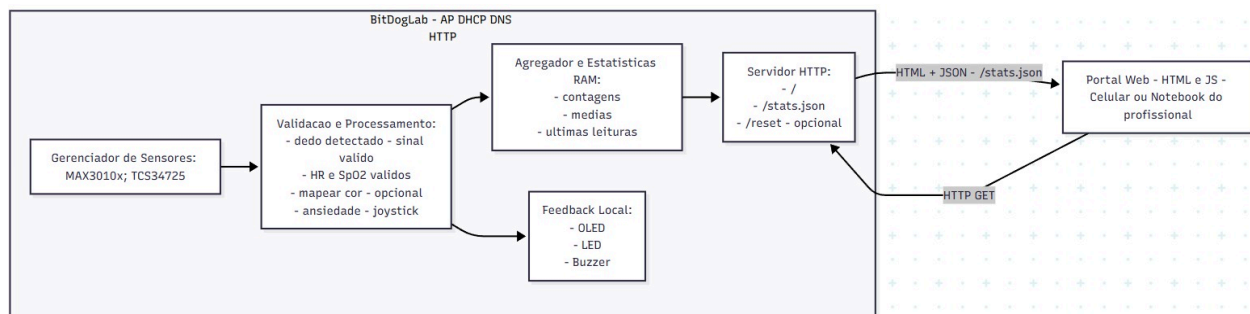 BitDogLab - AP DHCP DNS
HTTP
Gerenciador de Sensores:
MAX3010x; TCS34725
Validacao e Processamento:
- dedo detectado - sinal
valido
- HR e SpO2 validos
- mapear cor - opcional
- ansiedade - joystick
Agregador e Estatisticas
RAM:
- contagens
- medias
- ultimas leituras
Feedback Local:
- OLED
- LED
- Buzzer
Servidor HTTP:
- /
- /stats.json
- /reset - opcional
HTML + JSON - /stats.json
HTTP GET
Portal Web - HTML e JS -
Celular ou Notebook do
profissional